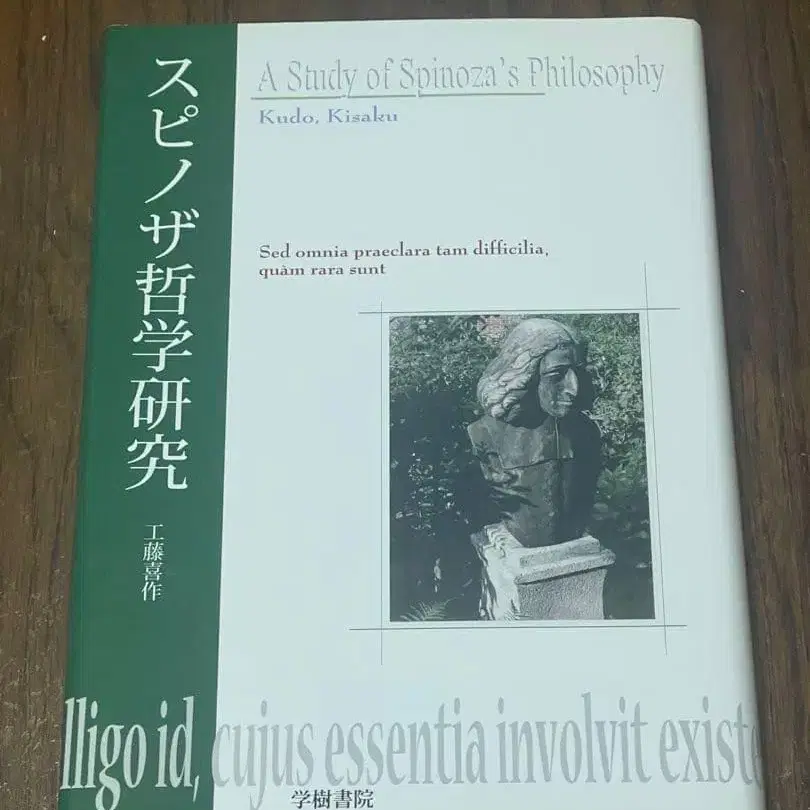 スピノザ哲学研究
工藤喜作
A Study of Spinoza's Philosophy
Kudo, Kisaku
Sed omnia praeclara tam difficilia,
quàm rara sunt
lligo id, cujus essentia involvit existe
学樹書院